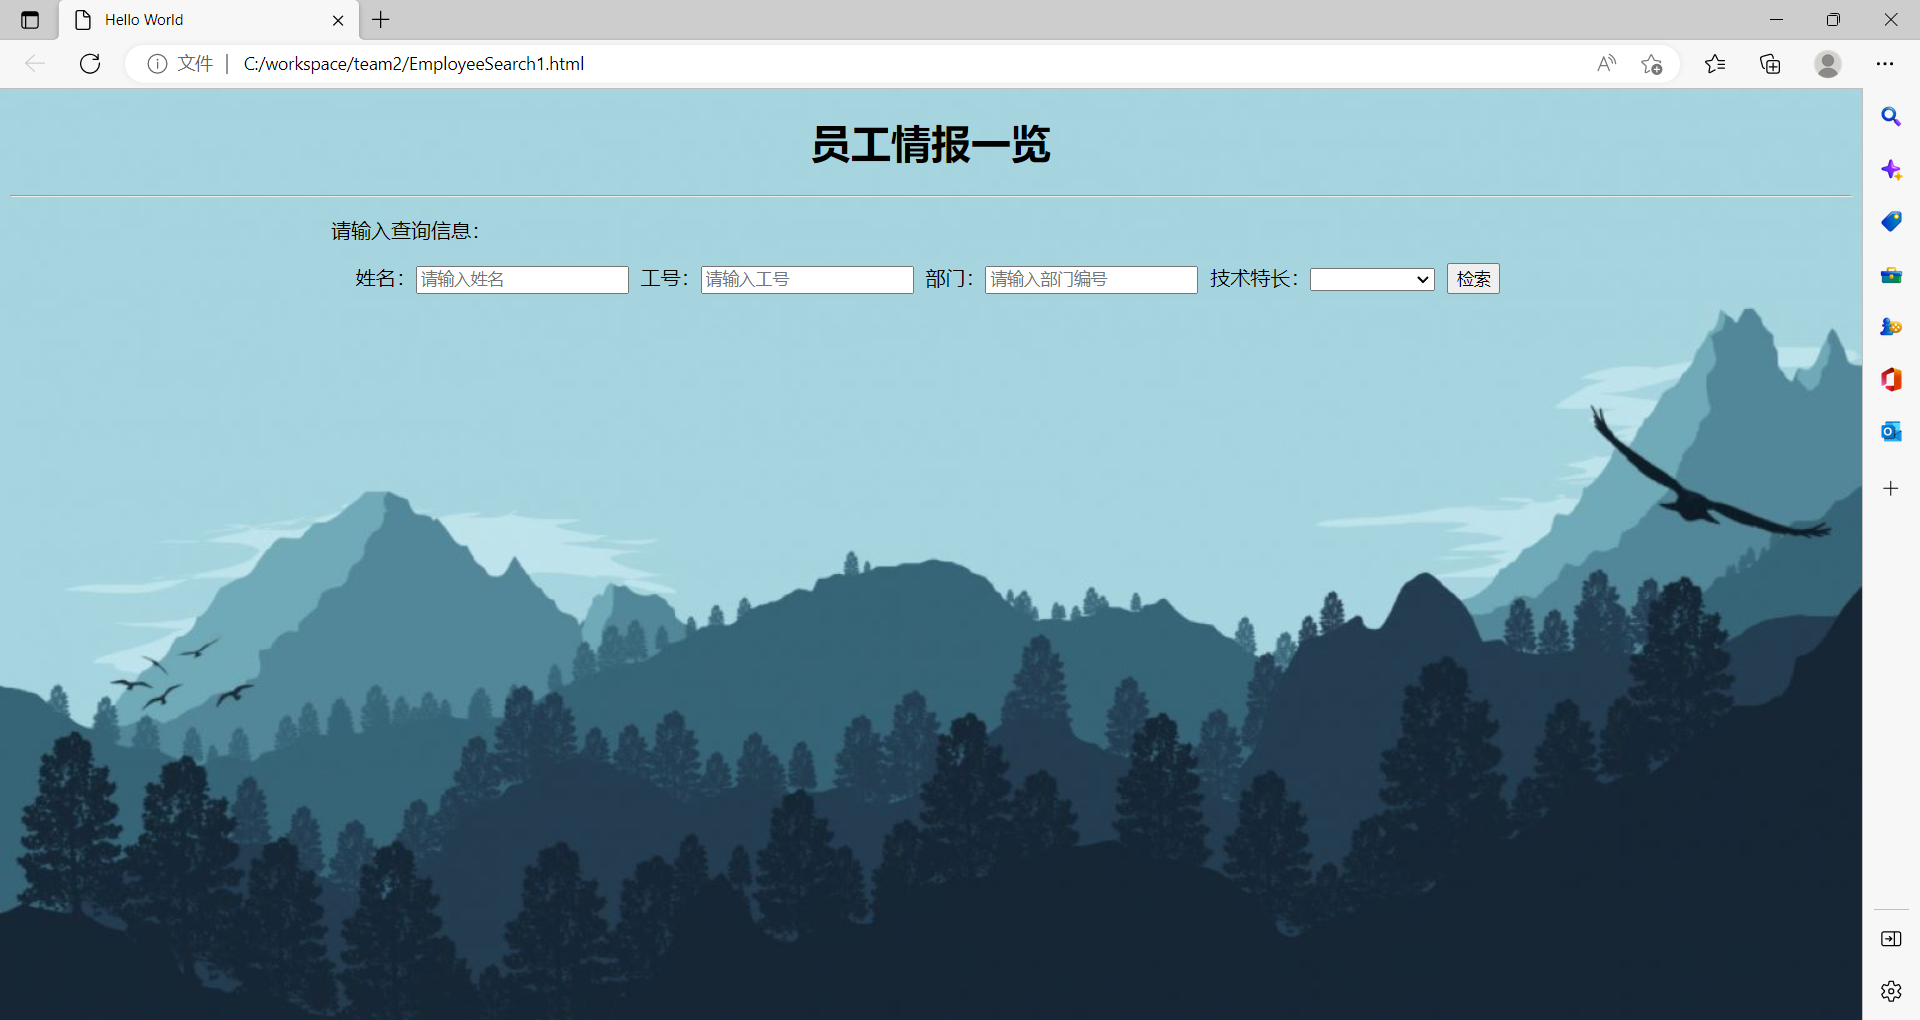 Hello World
文件 | C:/workspace/team2/EmployeeSearch1.html
员工情报一览
请输入查询信息：
姓名： 请输入姓名 工号： 请输入工号 部门： 请输入部门编号 技术特长： 检索